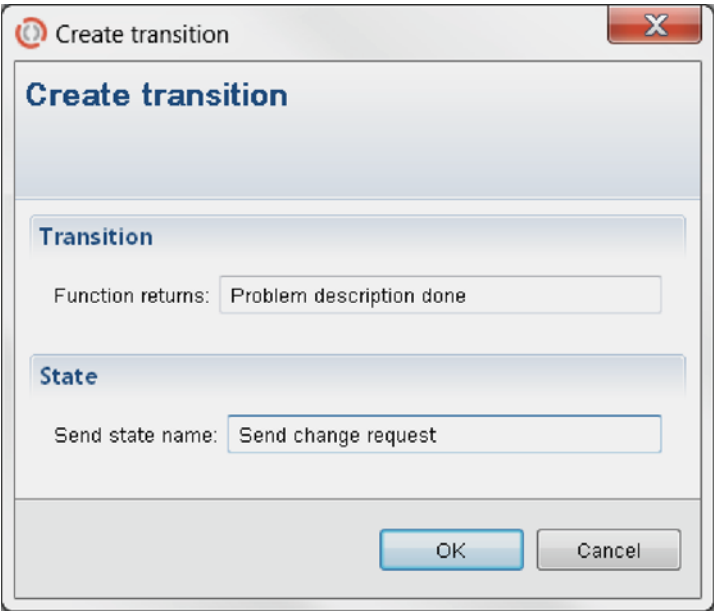 Create transition
Create transition
Transition
Function returns: Problem description done
State
Send state name: Send change request
OK Cancel